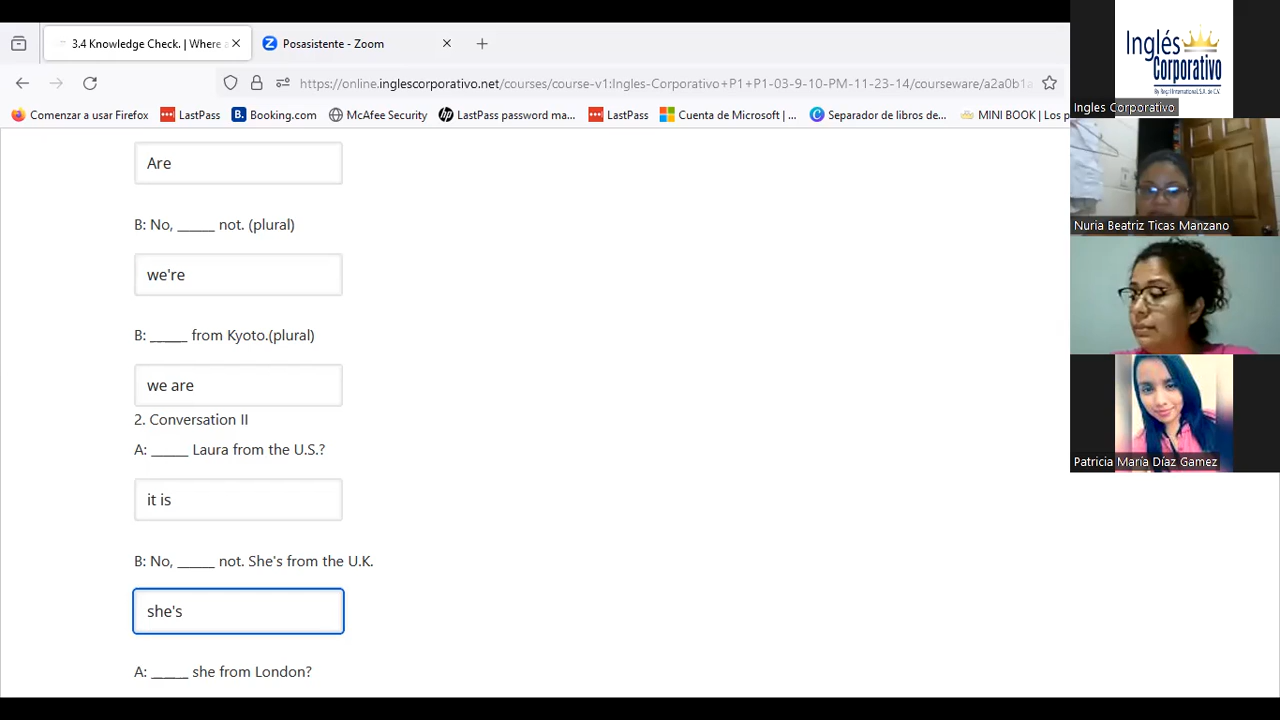 3.4 Knowledge Check. | Where a
Posasistente - Zoom
https://online.inglescorporativo.net/courses/course-v1:Ingles-Corporativo+P1+P1-03-9-10-PM-11-23-14/courseware/a2a0b1a
Comenzar a usar Firefox
LastPass
Booking.com
McAfee Security
LastPass password ma...
LastPass
Cuenta de Microsoft | ...
Separador de libros de...
MINI BOOK | Los p
Are
B: No, _____ not. (plural)
we're
B: _____ from Kyoto.(plural)
we are
2. Conversation II
A: _____ Laura from the U.S.?
it is
B: No, _____ not. She's from the U.K.
she's
A: _____ she from London?
Inglés
Corporativo
Ingles Corporativo
Nuria Beatriz Ticas Manzano
Patricia María Díaz Gamez